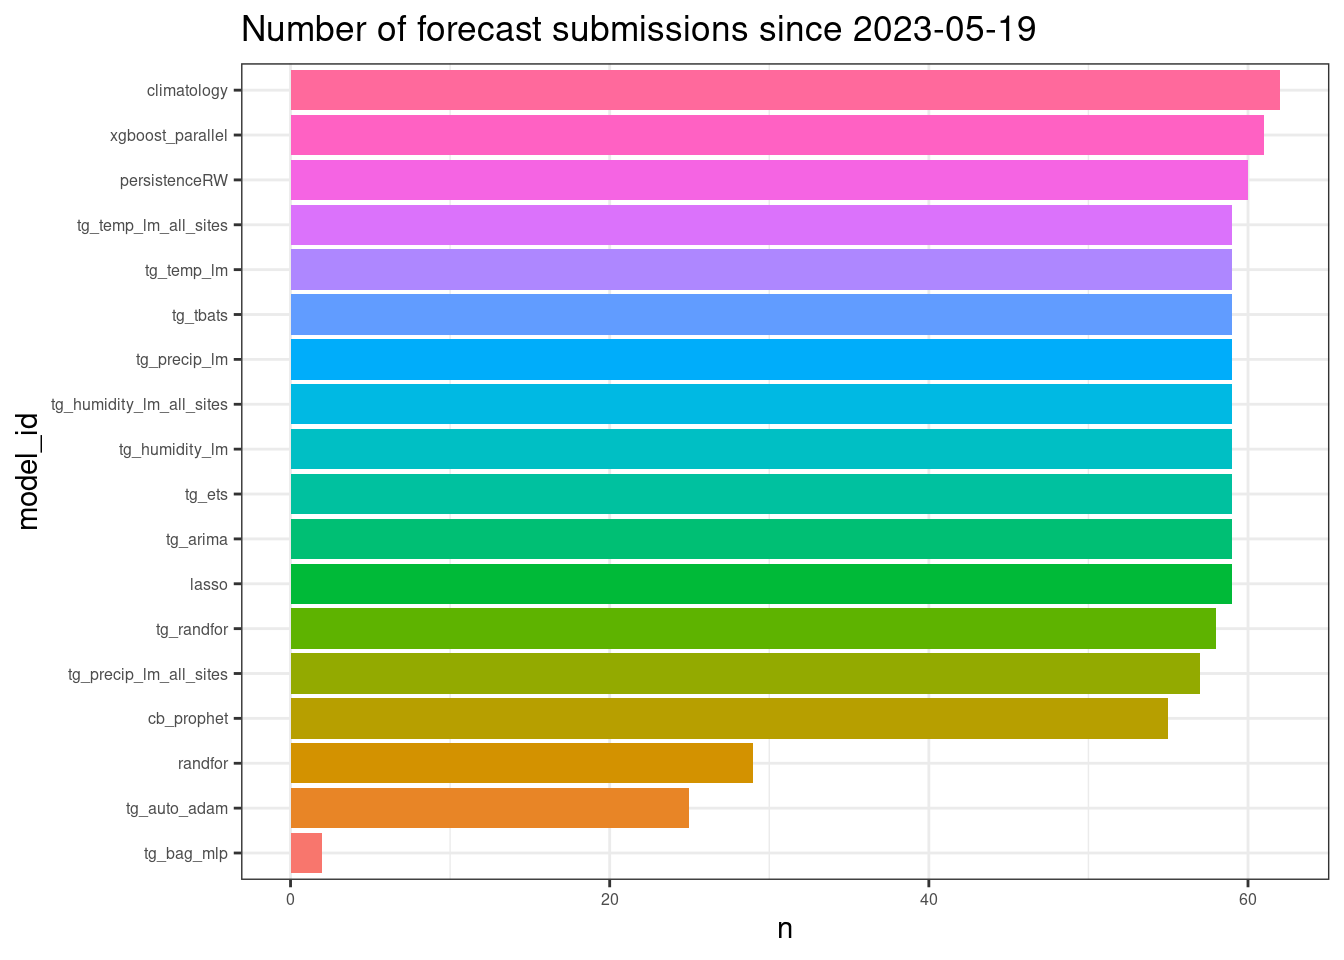 Number of forecast submissions since 2023-05-19
climatology
xgboost_parallel
persistenceRW
tg_temp_lm_all_sites
tg_temp_lm
tg_tbats
tg_precip_lm
tg_humidity_lm_all_sites
tg_humidity_lm
tg_ets
tg_arima
lasso
tg_randfor
tg_precip_lm_all_sites
cb_prophet
randfor
tg_auto_adam
tg_bag_mlp
model_id
0 20 40 60
n